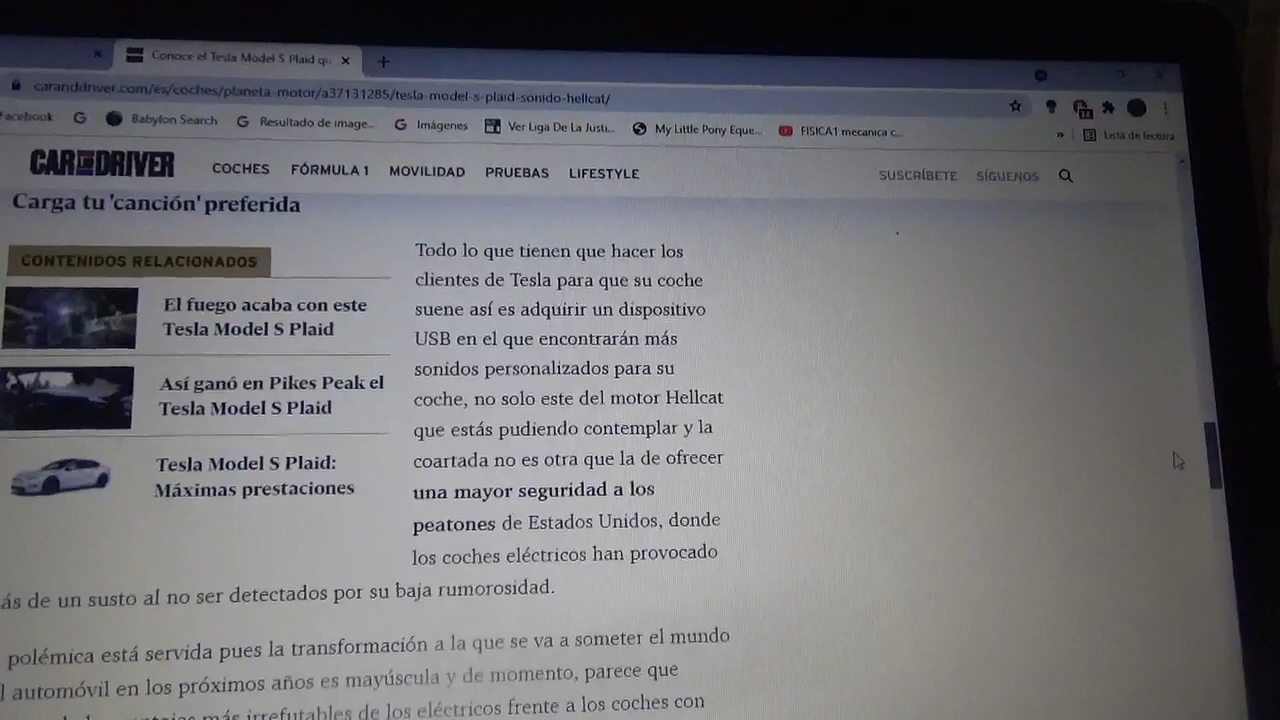 Conoce el Tesla Model S Plaid qu
carandriver.com/es/coches/planeta-motor/a37131285/tesla-model-s-plaid-sonido-hellcat/
Facebook
Babylon Search
Resultado de image...
Imágenes
Ver Liga De La Justi...
My Little Pony Eque...
FISICA1 mecanica c...
»
Lista de lectura
CAR AND DRIVER
COCHES FÓRMULA 1 MOVILIDAD PRUEBAS LIFESTYLE
SUSCRÍBETE SÍGUENOS
Carga tu 'canción' preferida
CONTENIDOS RELACIONADOS
El fuego acaba con este
Tesla Model S Plaid
Así ganó en Pikes Peak el
Tesla Model S Plaid
Tesla Model S Plaid:
Máximas prestaciones
Todo lo que tienen que hacer los
clientes de Tesla para que su coche
suene así es adquirir un dispositivo
USB en el que encontrarán más
sonidos personalizados para su
coche, no solo este del motor Hellcat
que estás pudiendo contemplar y la
coartada no es otra que la de ofrecer
una mayor seguridad a los
peatones de Estados Unidos, donde
los coches eléctricos han provocado
ás de un susto al no ser detectados por su baja rumorosidad.
polémica está servida pues la transformación a la que se va a someter el mundo
l automóvil en los próximos años es mayúscula y de momento, parece que
más irrefutables de los eléctricos frente a los coches con